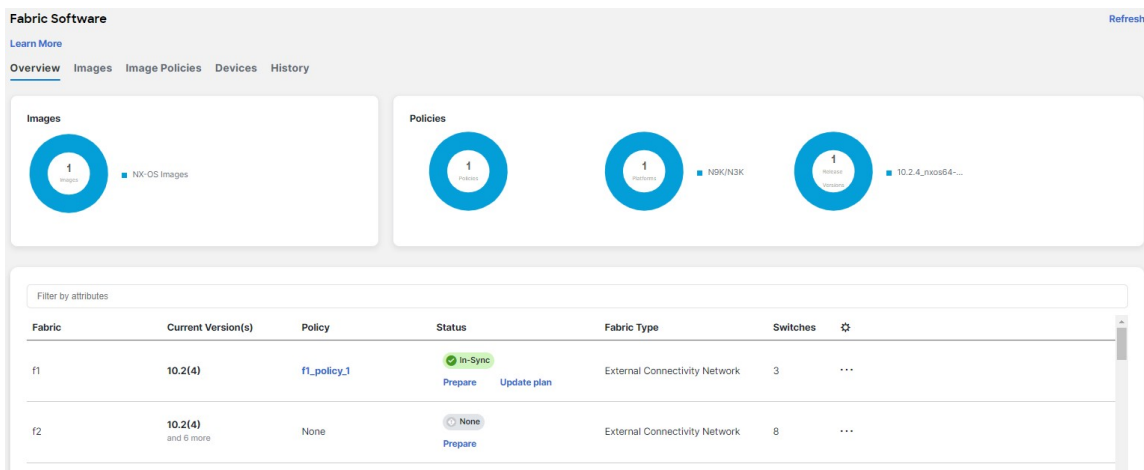 Fabric Software
Refresh
Learn More
Overview Images Image Policies Devices History
Images
1
Images
NX-OS Images
Policies
1
Policies
1
Platforms
N9K/N3K
1
Release
Versions
10.2.4_nxos64-...
Filter by attributes
Fabric Current Version(s) Policy Status Fabric Type Switches
f1 10.2(4) f1_policy_1 In-Sync External Connectivity Network 3 ...
Prepare Update plan
f2 10.2(4) None None External Connectivity Network 8 ...
and 6 more Prepare